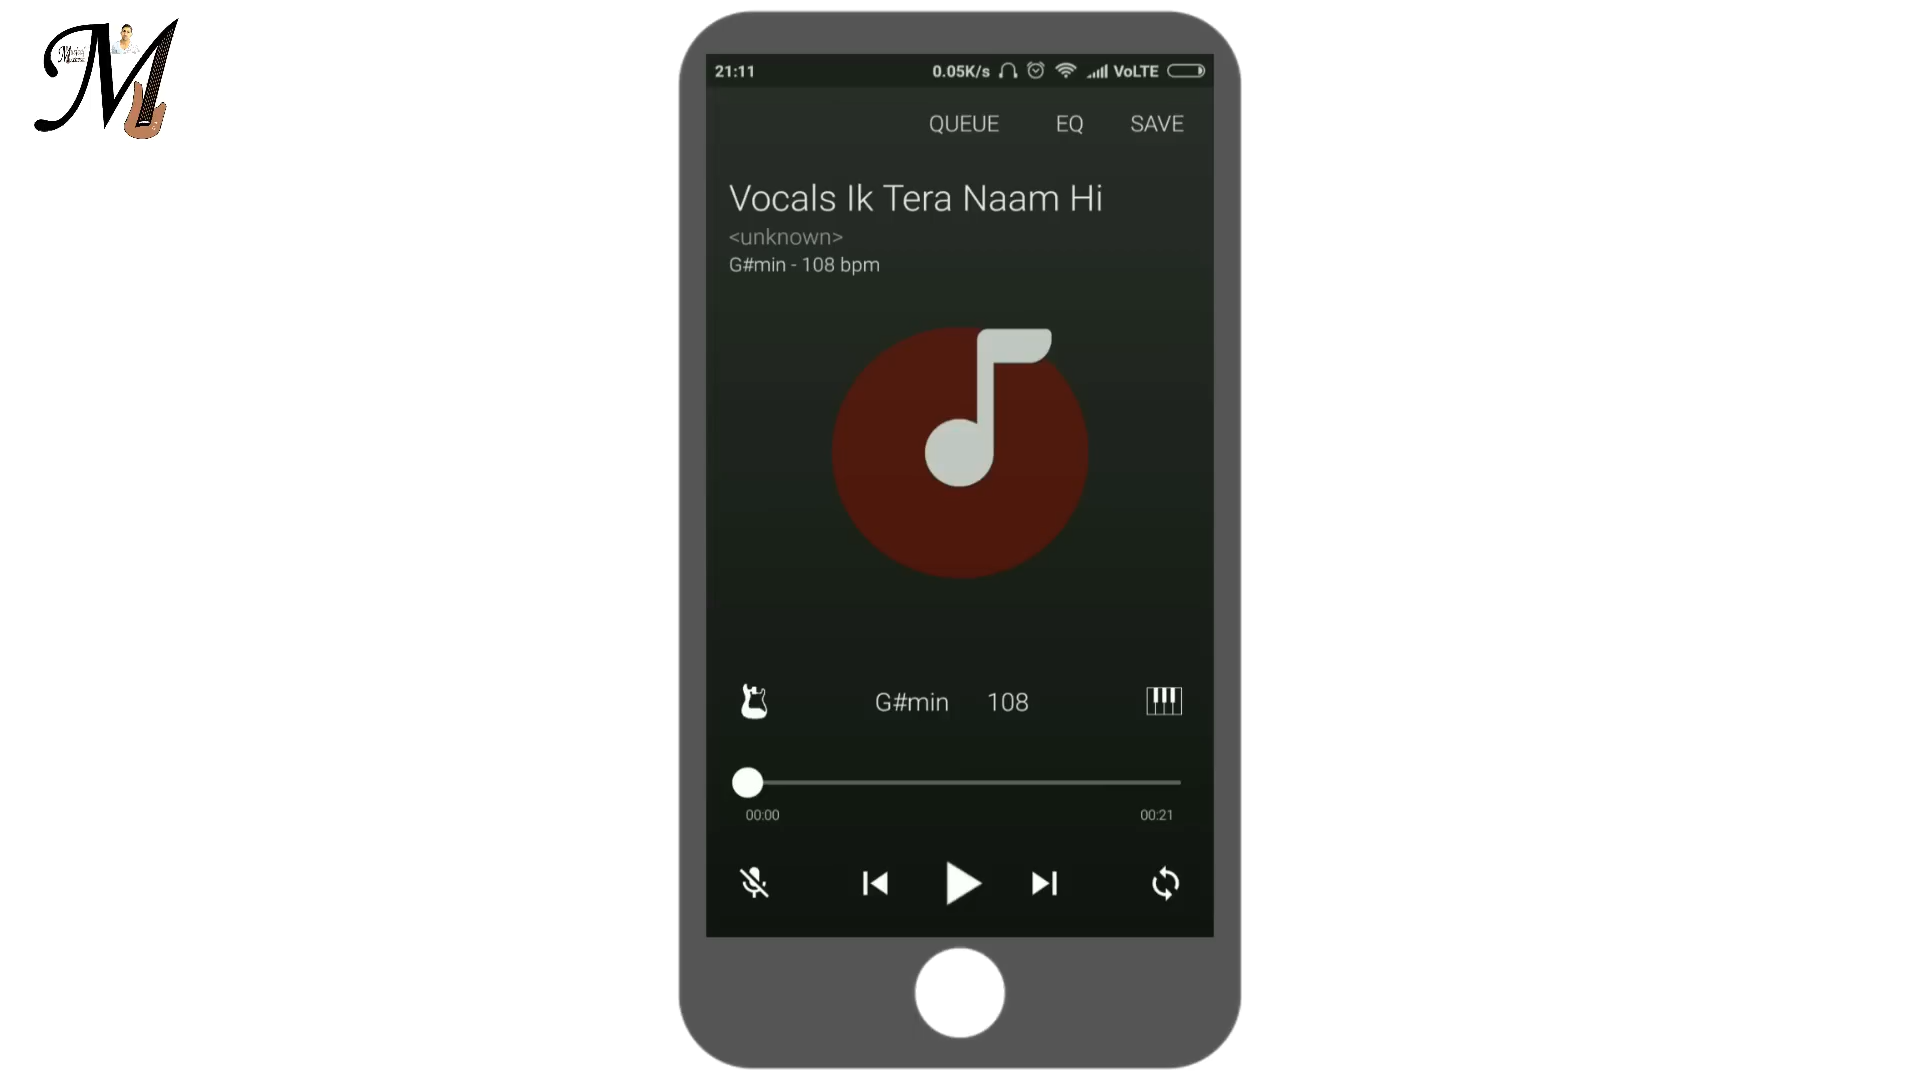 M
21:11 0.05K/s VoLTE
QUEUE EQ SAVE
Vocals Ik Tera Naam Hi
<unknown>
G#min - 108 bpm
G#min 108
00:00 00:21